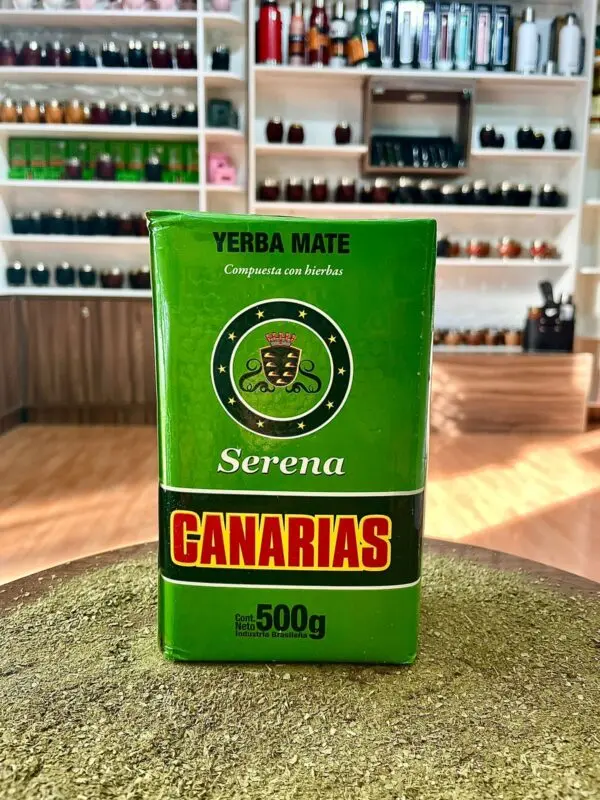 YERBA MATE
Compuesta con hierbas
Serena
CANARIAS
Cont.
Neto 500g
Industria Brasileña